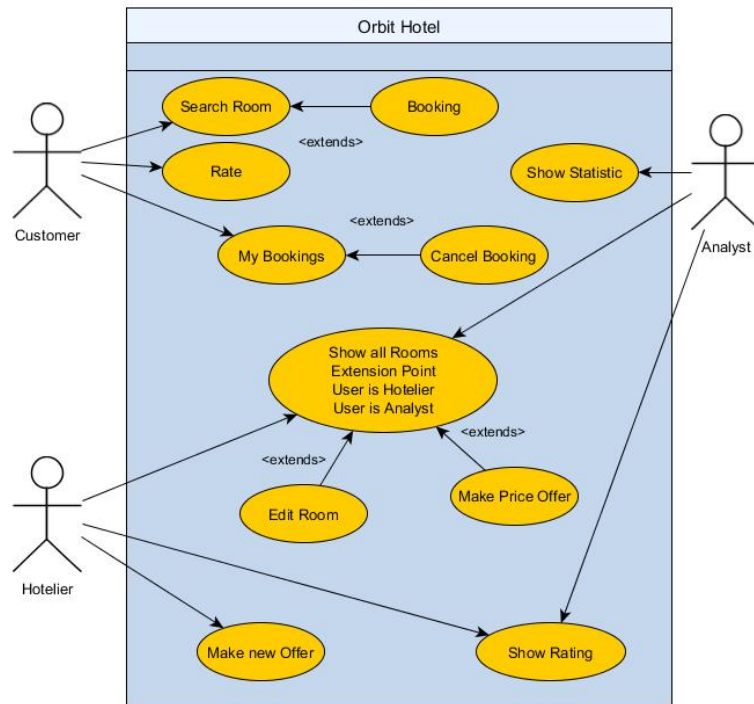 Orbit Hotel
Search Room
Booking
<extends>
Rate
Show Statistic
Customer
Analyst
<extends>
My Bookings
Cancel Booking
Show all Rooms
Extension Point
User is Hotelier
User is Analyst
<extends>
<extends>
Edit Room
Make Price Offer
Hotelier
Make new Offer
Show Rating